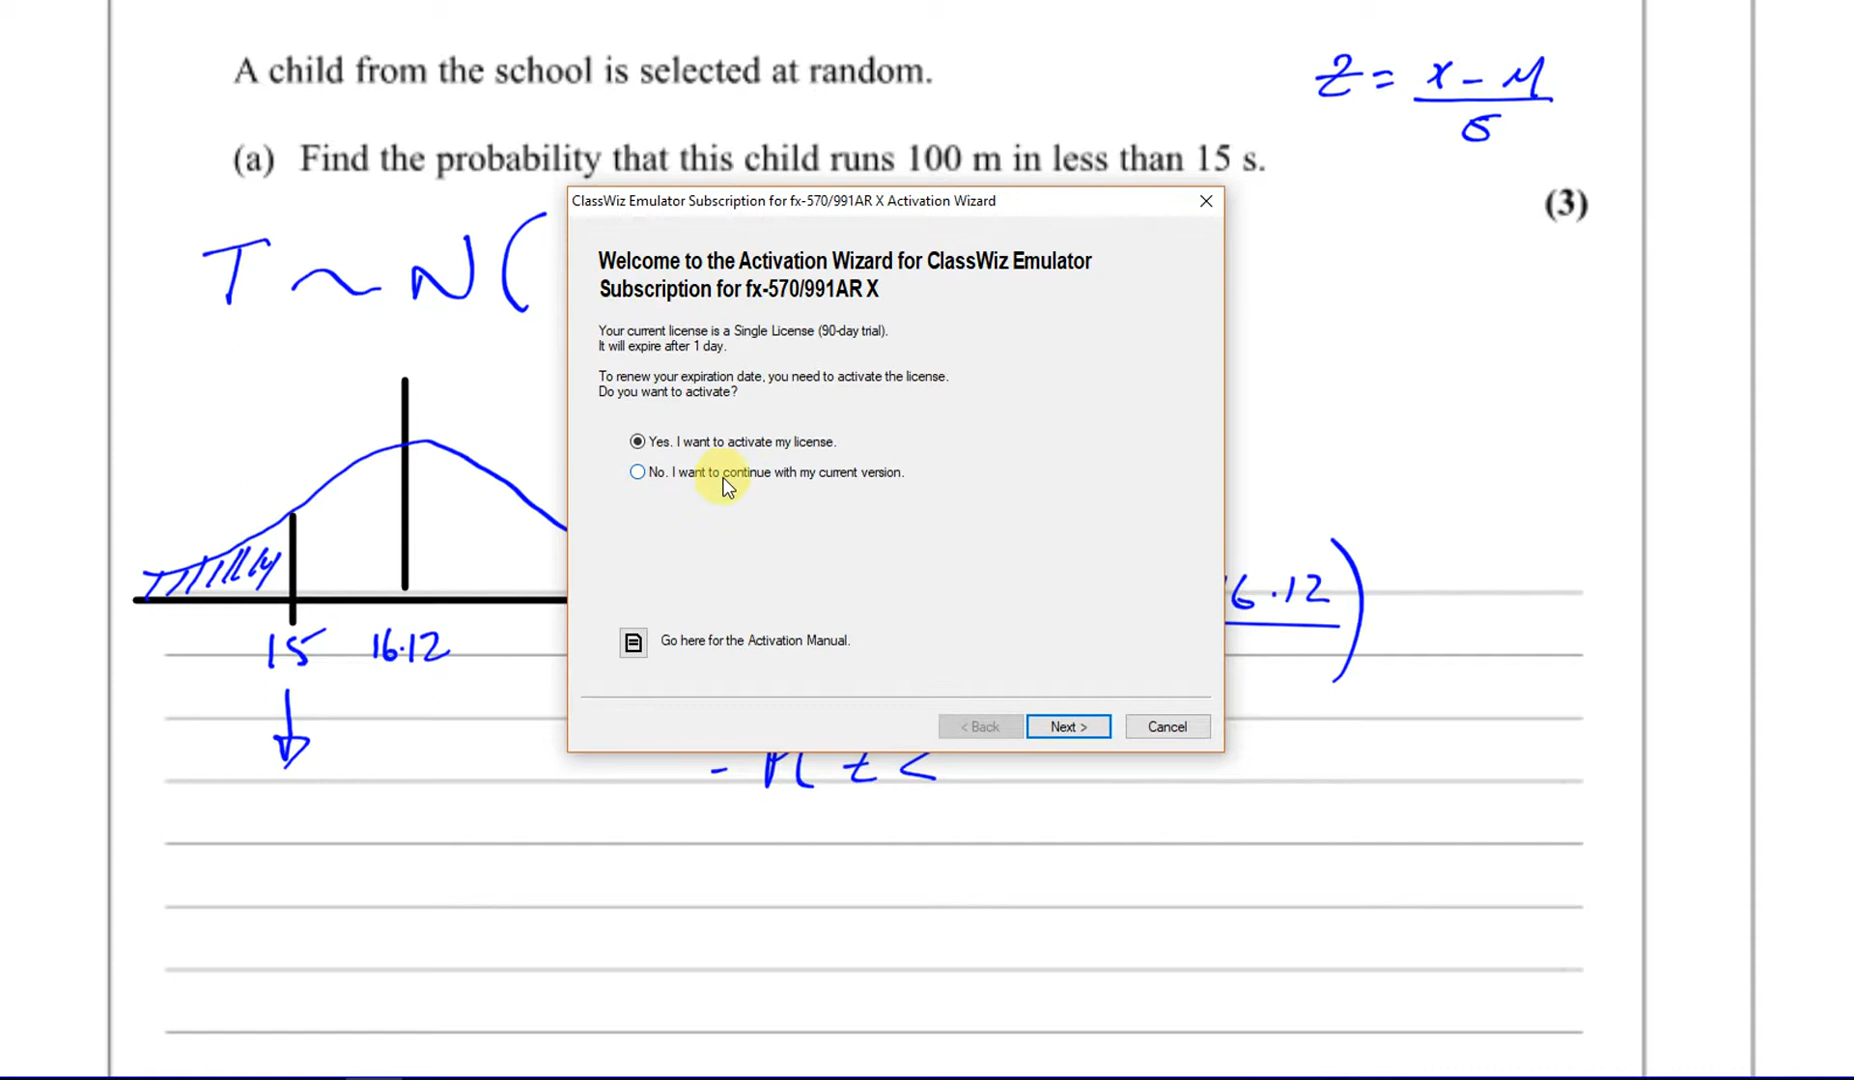 A child from the school is selected at random.
z = x - μ
σ
(a) Find the probability that this child runs 100 m in less than 15 s.
(3)
T ~ N (
ClassWiz Emulator Subscription for fx-570/991AR X Activation Wizard
Welcome to the Activation Wizard for ClassWiz Emulator
Subscription for fx-570/991AR X
Your current license is a Single License (90-day trial).
It will expire after 1 day.
To renew your expiration date, you need to activate the license.
Do you want to activate?
Yes. I want to activate my license.
No. I want to continue with my current version.
6.12 )
15 16.12
Go here for the Activation Manual.
< Back Next > Cancel
z <